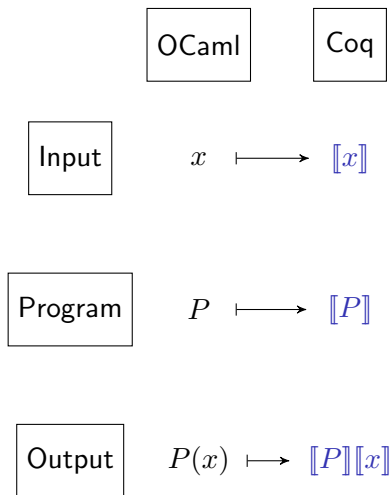 OCaml Coq
Input x ⟼ ⟦x⟧
Program P ⟼ ⟦P⟧
Output P(x) ⟼ ⟦P⟧⟦x⟧